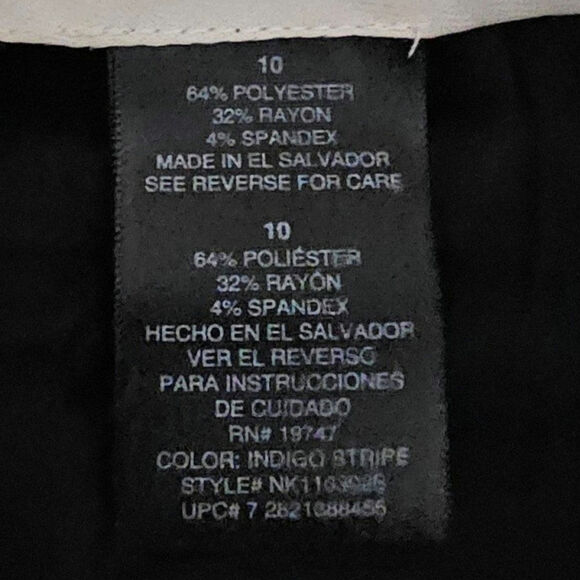 10
64% POLYESTER
32% RAYON
4% SPANDEX
MADE IN EL SALVADOR
SEE REVERSE FOR CARE
10
64% POLIÉSTER
32% RAYÓN
4% SPANDEX
HECHO EN EL SALVADOR
VER EL REVERSO
PARA INSTRUCCIONES
DE CUIDADO
RN# 19747
COLOR: INDIGO STRIPE
STYLE#
UPC# 7